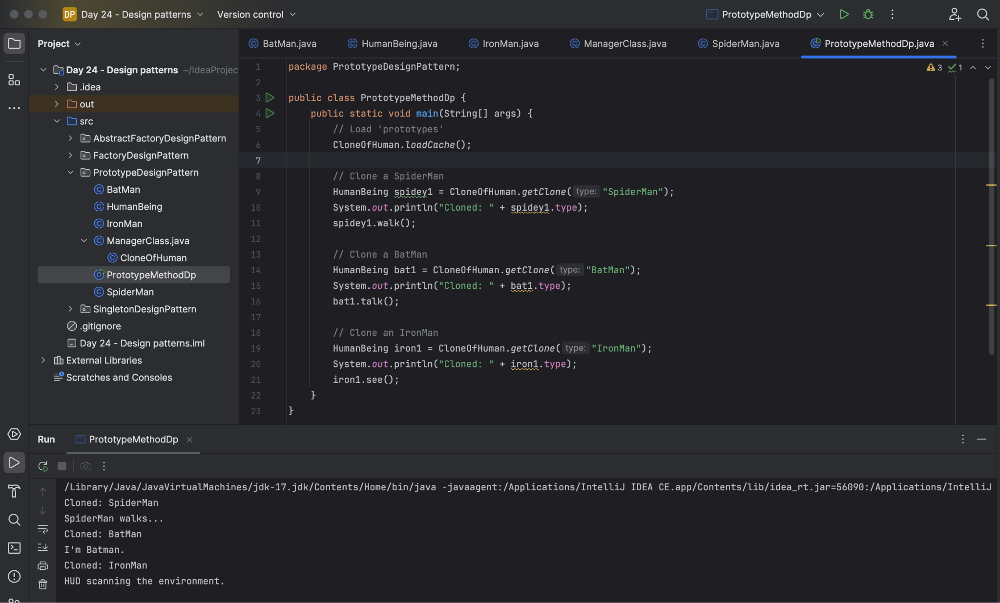 DP Day 24 - Design patterns Version control PrototypeMethodDp
Project
Day 24 - Design patterns ~/IdeaProjec
.idea
out
src
AbstractFactoryDesignPattern
FactoryDesignPattern
PrototypeDesignPattern
BatMan
HumanBeing
IronMan
ManagerClass.java
CloneOfHuman
PrototypeMethodDp
SpiderMan
SingletonDesignPattern
.gitignore
Day 24 - Design patterns.iml
External Libraries
Scratches and Consoles
BatMan.java HumanBeing.java IronMan.java ManagerClass.java SpiderMan.java PrototypeMethodDp.java
3 1
1 package PrototypeDesignPattern;
2
3 public class PrototypeMethodDp {
4 public static void main(String[] args) {
5 // Load 'prototypes'
6 CloneOfHuman.loadCache();
7
8 // Clone a SpiderMan
9 HumanBeing spidey1 = CloneOfHuman.getClone( type: "SpiderMan");
10 System.out.println("Cloned: " + spidey1.type);
11 spidey1.walk();
12
13 // Clone a BatMan
14 HumanBeing bat1 = CloneOfHuman.getClone( type: "BatMan");
15 System.out.println("Cloned: " + bat1.type);
16 bat1.talk();
17
18 // Clone an IronMan
19 HumanBeing iron1 = CloneOfHuman.getClone( type: "IronMan");
20 System.out.println("Cloned: " + iron1.type);
21 iron1.see();
22 }
23 }
Run PrototypeMethodDp
/Library/Java/JavaVirtualMachines/jdk-17.jdk/Contents/Home/bin/java -javaagent:/Applications/IntelliJ IDEA CE.app/Contents/lib/idea_rt.jar=56090:/Applications/IntelliJ
Cloned: SpiderMan
SpiderMan walks...
Cloned: BatMan
I'm Batman.
Cloned: IronMan
HUD scanning the environment.